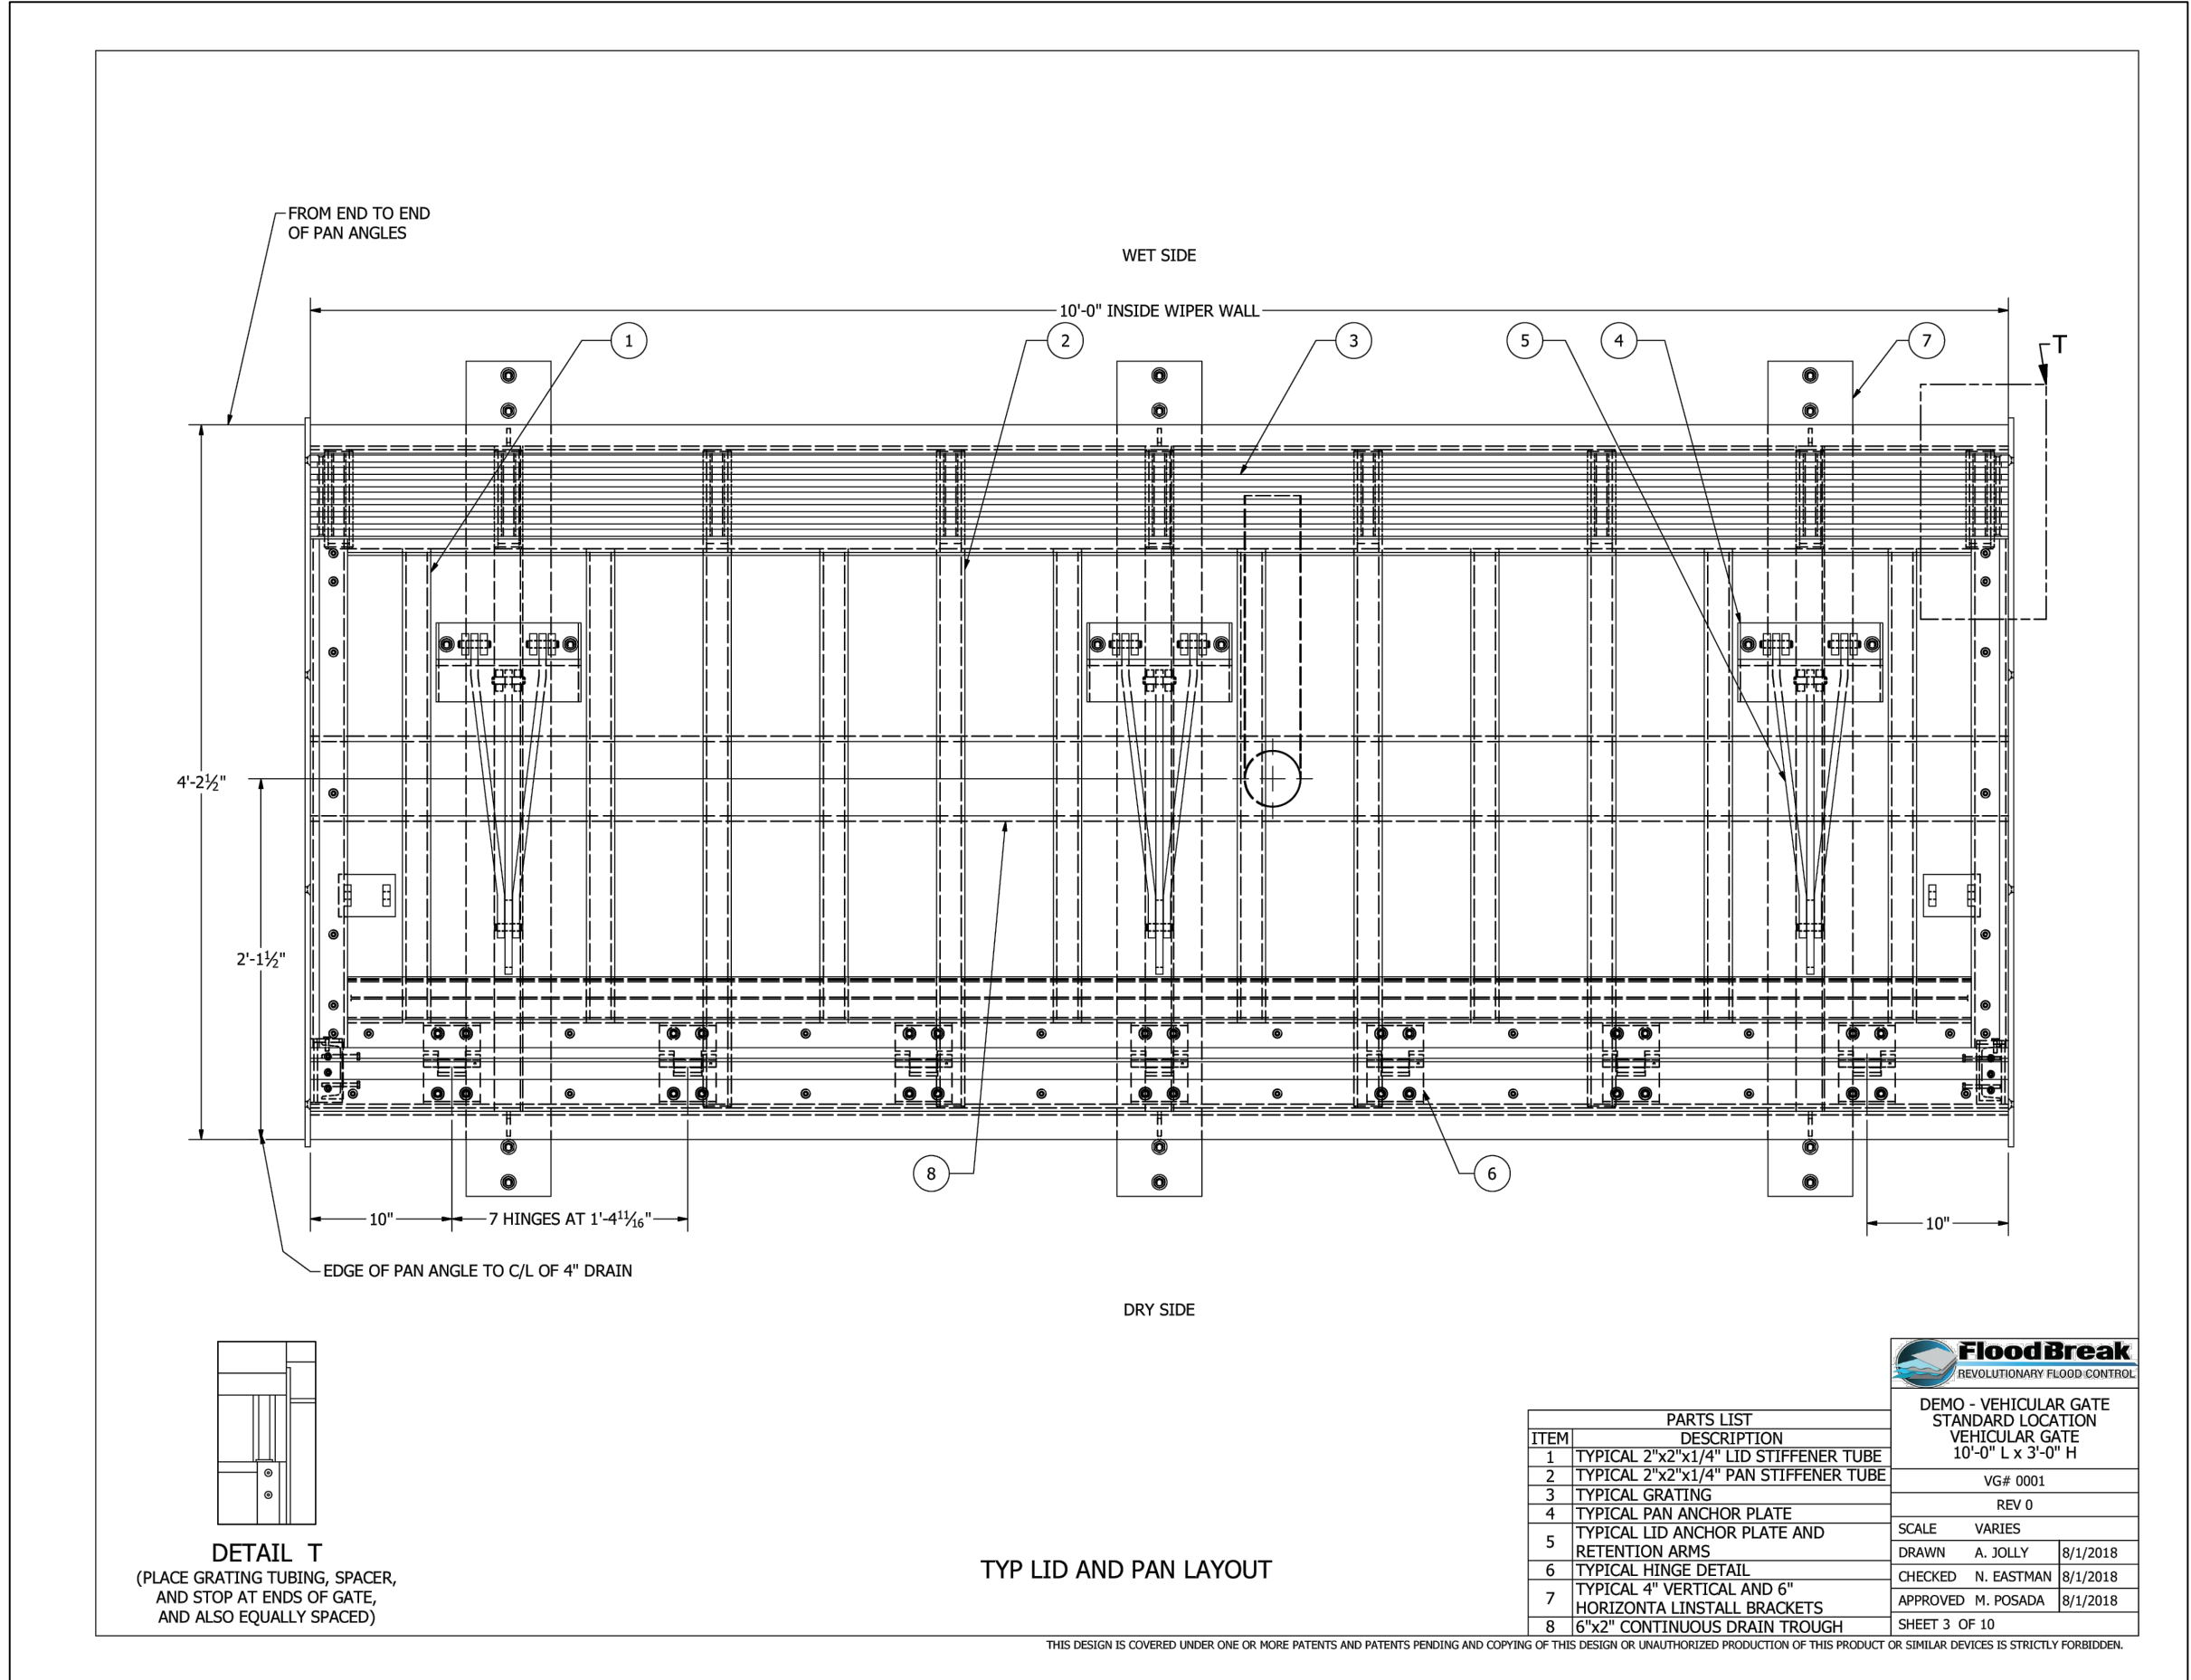 FROM END TO END
OF PAN ANGLES
WET SIDE
10'-0" INSIDE WIPER WALL
1
2
3
5
4
7
T
4'-2½"
2'-1½"
8
6
10"
7 HINGES AT 1'-4 11/16"
10"
EDGE OF PAN ANGLE TO C/L OF 4" DRAIN
DRY SIDE
DETAIL T
(PLACE GRATING TUBING, SPACER,
AND STOP AT ENDS OF GATE,
AND ALSO EQUALLY SPACED)
TYP LID AND PAN LAYOUT
PARTS LIST
ITEM DESCRIPTION
1 TYPICAL 2"x2"x1/4" LID STIFFENER TUBE
2 TYPICAL 2"x2"x1/4" PAN STIFFENER TUBE
3 TYPICAL GRATING
4 TYPICAL PAN ANCHOR PLATE
5 TYPICAL LID ANCHOR PLATE AND
RETENTION ARMS
6 TYPICAL HINGE DETAIL
7 TYPICAL 4" VERTICAL AND 6"
HORIZONTA LINSTALL BRACKETS
8 6"x2" CONTINUOUS DRAIN TROUGH
FloodBreak
REVOLUTIONARY FLOOD CONTROL
DEMO - VEHICULAR GATE
STANDARD LOCATION
VEHICULAR GATE
10'-0" L x 3'-0" H
VG# 0001
REV 0
SCALE VARIES
DRAWN A. JOLLY 8/1/2018
CHECKED N. EASTMAN 8/1/2018
APPROVED M. POSADA 8/1/2018
SHEET 3 OF 10
THIS DESIGN IS COVERED UNDER ONE OR MORE PATENTS AND PATENTS PENDING AND COPYING OF THIS DESIGN OR UNAUTHORIZED PRODUCTION OF THIS PRODUCT OR SIMILAR DEVICES IS STRICTLY FORBIDDEN.